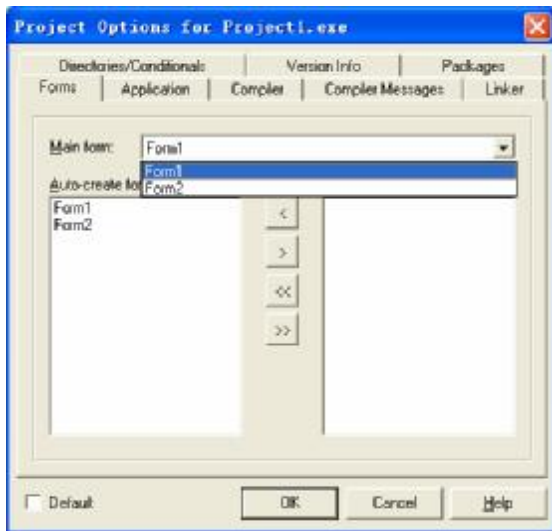 Project Options for Project1.exe
Directories/Conditionals
Version Info
Packages
Forms
Application
Compiler
Compiler Messages
Linker
Main form:
Form1
Form1
Form2
Auto-create fo
Form1
Form2
<
>
<<
>>
Default
OK
Cancel
Help